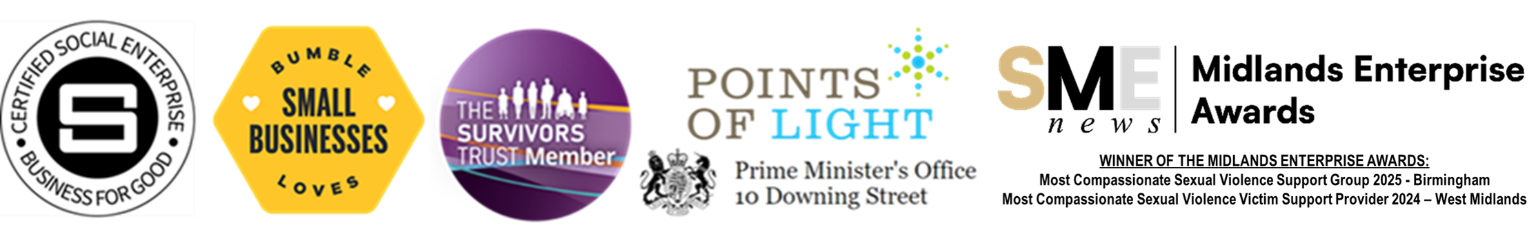 CERTIFIED SOCIAL ENTERPRISE
S
BUSINESS FOR GOOD
BUMBLE
SMALL
BUSINESSES
LOVES
THE
SURVIVORS
TRUST Member
POINTS
OF LIGHT
Prime Minister's Office
10 Downing Street
SME
news
Midlands Enterprise
Awards
WINNER OF THE MIDLANDS ENTERPRISE AWARDS:
Most Compassionate Sexual Violence Support Group 2025 - Birmingham
Most Compassionate Sexual Violence Victim Support Provider 2024 – West Midlands